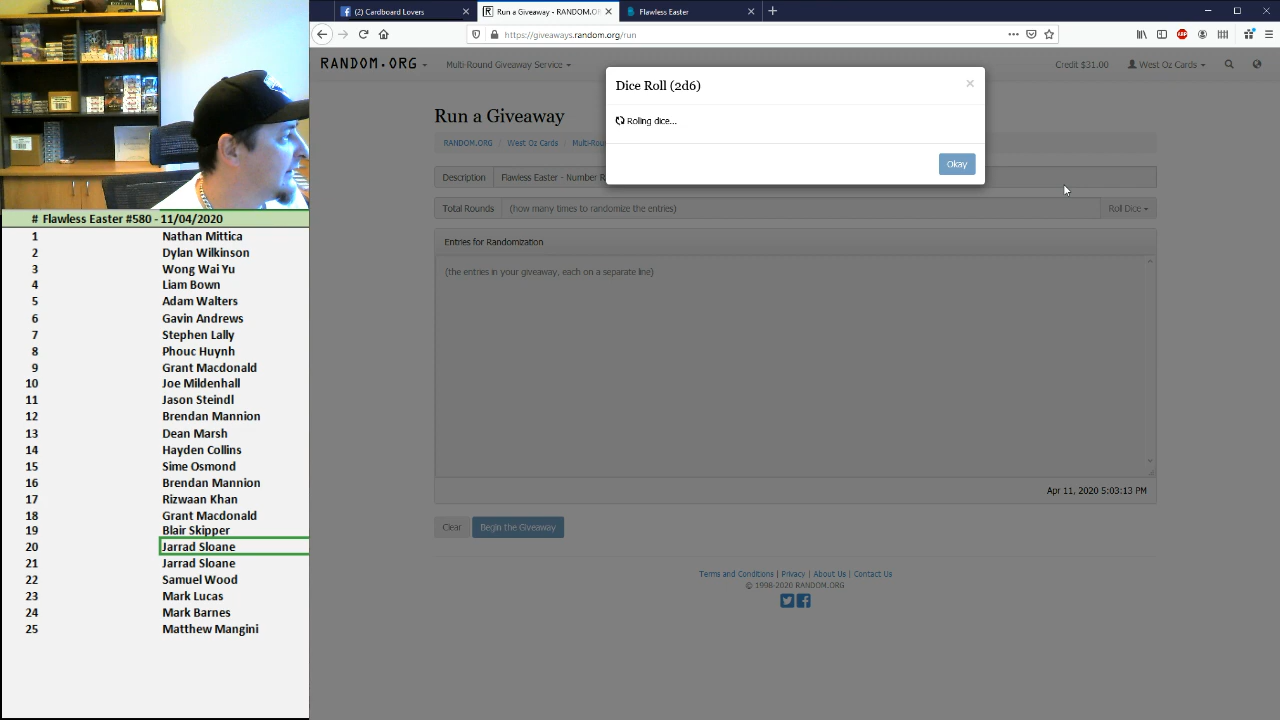 (2) Cardboard Lovers
Run a Giveaway - RANDOM.O
Flawless Easter
https://giveaways.random.org/run
RANDOM.ORG
Multi-Round Giveaway Service
Credit $31.00
West Oz Cards
Dice Roll (2d6)
Roling dice...
Okay
Run a Giveaway
RANDOM.ORG / West Oz Cards / Multi-Rou
Description
Flawless Easter - Number R
Total Rounds
(how many times to randomize the entries)
Roll Dice
Entries for Randomization
(the entries in your giveaway, each on a separate line)
Apr 11, 2020 5:03:13 PM
Clear
Begin the Giveaway
Terms and Conditions | Privacy | About Us | Contact Us
© 1998-2020 RANDOM.ORG
# Flawless Easter #580 - 11/04/2020
1 Nathan Mittica
2 Dylan Wilkinson
3 Wong Wai Yu
4 Liam Bown
5 Adam Walters
6 Gavin Andrews
7 Stephen Lally
8 Phouc Huynh
9 Grant Macdonald
10 Joe Mildenhall
11 Jason Steindl
12 Brendan Mannion
13 Dean Marsh
14 Hayden Collins
15 Sime Osmond
16 Brendan Mannion
17 Rizwaan Khan
18 Grant Macdonald
19 Blair Skipper
20 Jarrad Sloane
21 Jarrad Sloane
22 Samuel Wood
23 Mark Lucas
24 Mark Barnes
25 Matthew Mangini